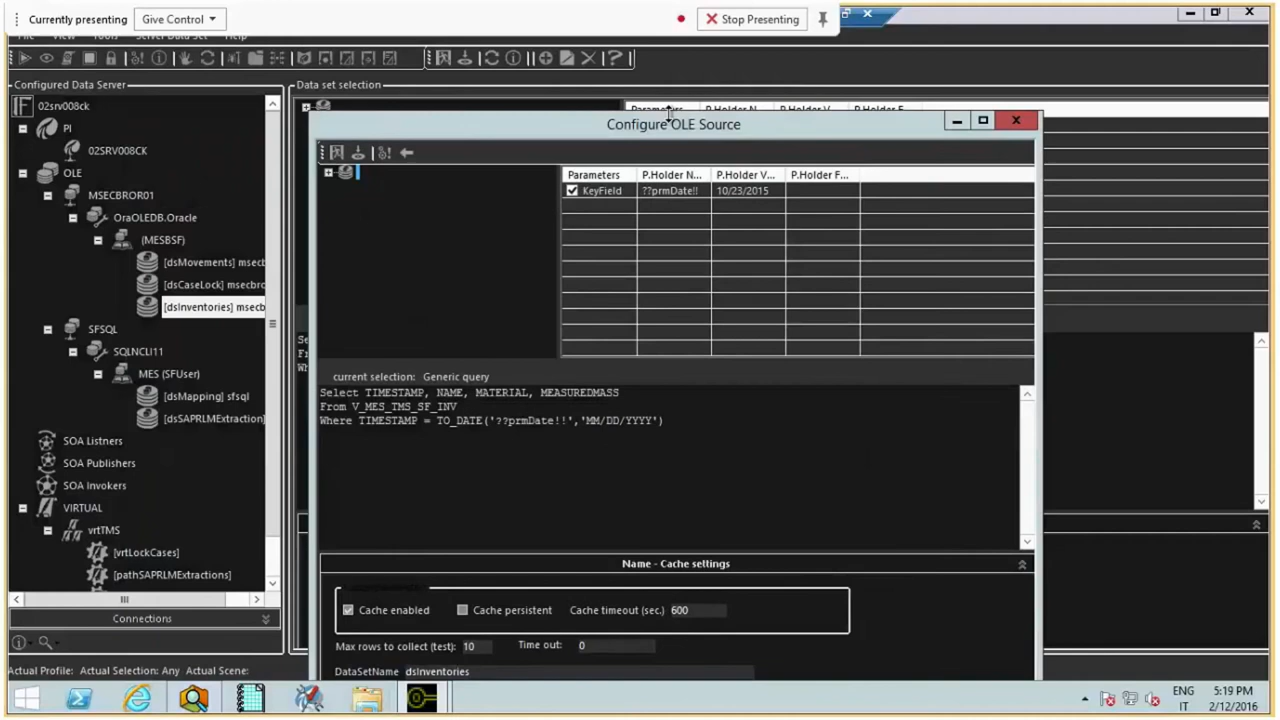 Currently presenting
Give Control
Stop Presenting
Configured Data Server
Data set selection
02srv008ck
PI
02SRV008CK
OLE
MSECBROR01
OraOLEDB.Oracle
(MESBSF)
[dsMovements] msecb
[dsCaseLock] msecbro
[dsInventories] msecb
SFSQL
SQLNCLI11
MES (SFUser)
[dsMapping] sfsql
[dsSAPRLMExtraction]
SOA Listners
SOA Publishers
SOA Invokers
VIRTUAL
vrtTMS
[vrtLockCases]
[pathSAPRLMExtractions]
Connections
Actual Profile: Actual Selection: Any Actual Scene:
Parameters P.Holder N... P.Holder V... P.Holder F...
Configure OLE Source
Parameters P.Holder N... P.Holder V... P.Holder F...
KeyField ??prmDate!! 10/23/2015
current selection: Generic query
Select TIMESTAMP, NAME, MATERIAL, MEASUREDMASS
From V_MES_TMS_SF_INV
Where TIMESTAMP = TO_DATE('??prmDate!!','MM/DD/YYYY')
Name - Cache settings
Cache enabled Cache persistent Cache timeout (sec.) 600
Max rows to collect (test): 10 Time out: 0
DataSetName dsInventories
ENG 5:19 PM
IT 2/12/2016